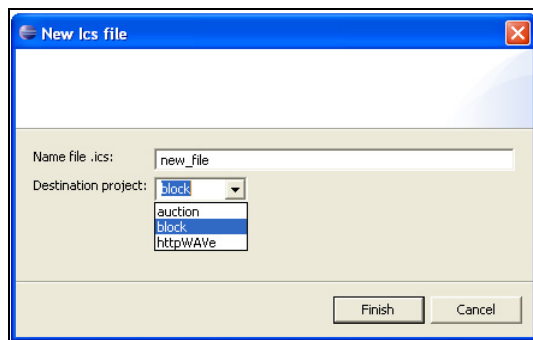 New Ics file
Name file .ics: new_file
Destination project: block
auction
block
httpWAVe
Finish Cancel